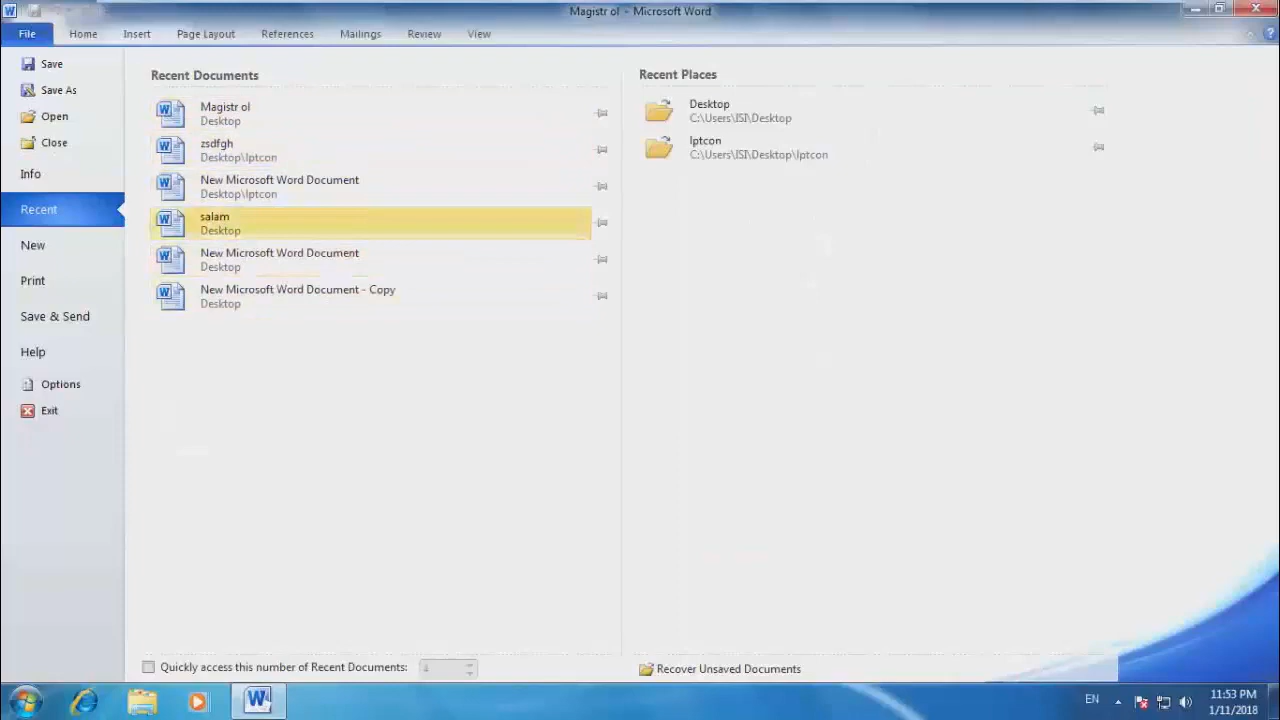 Magistr ol - Microsoft Word
File Home Insert Page Layout References Mailings Review View
Save
Save As
Open
Close
Info
Recent
New
Print
Save & Send
Help
Options
Exit
Recent Documents
Magistr ol
Desktop
zsdfgh
Desktop\lptcon
New Microsoft Word Document
Desktop\lptcon
salam
Desktop
New Microsoft Word Document
Desktop
New Microsoft Word Document - Copy
Desktop
Quickly access this number of Recent Documents:
Recent Places
Desktop
C:\Users\ISI\Desktop
lptcon
C:\Users\ISI\Desktop\lptcon
Recover Unsaved Documents
EN
11:53 PM
1/11/2018